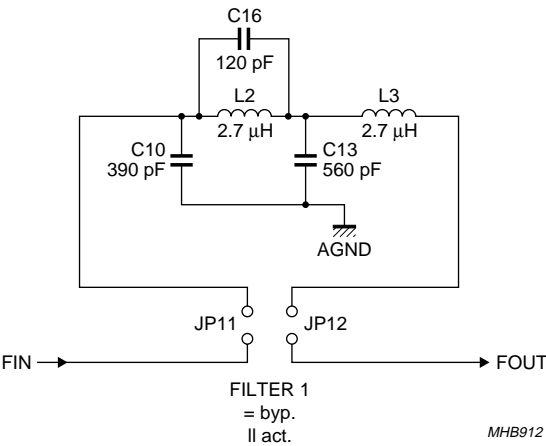 C16
120 pF
L2
2.7 μH
L3
2.7 μH
C10
390 pF
C13
560 pF
AGND
JP11
JP12
FIN
FOUT
FILTER 1
= byp.
II act.
MHB912